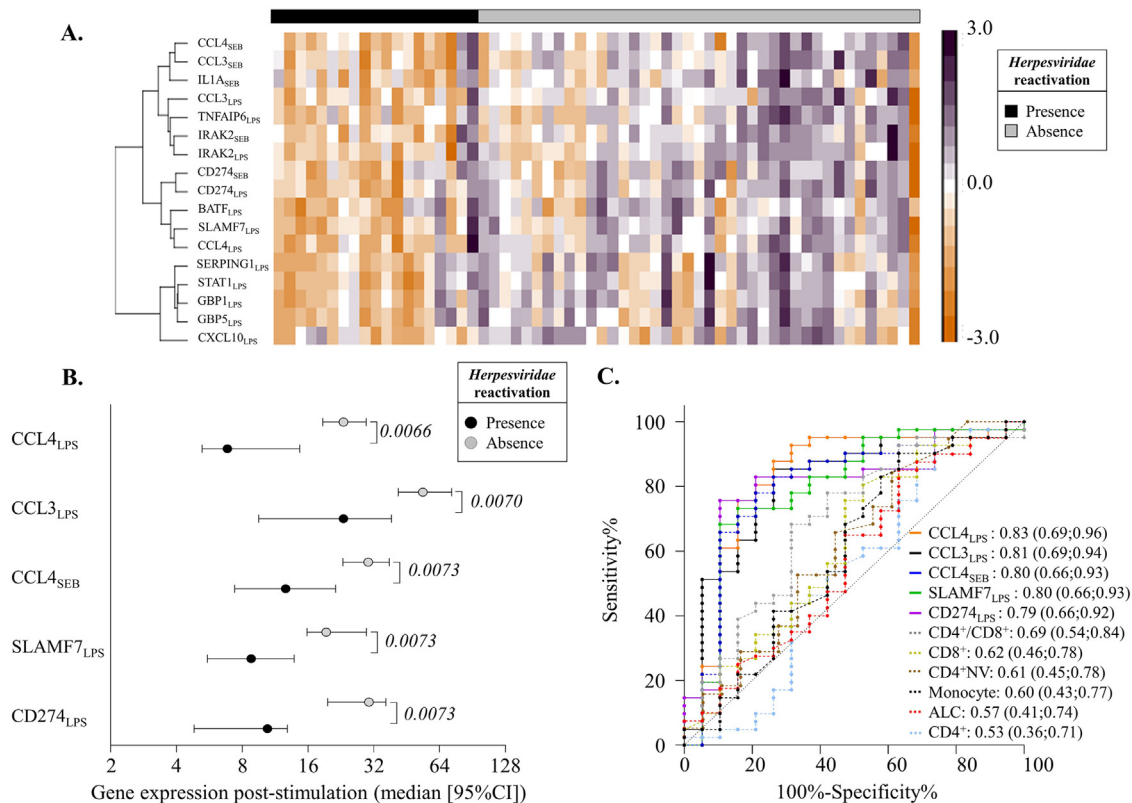 A.
CCL4SEB
CCL3SEB
IL1ASEB
CCL3LPS
TNFAIP6LPS
IRAK2SEB
IRAK2LPS
CD274SEB
CD274LPS
BATFLPS
SLAMF7LPS
CCL4LPS
SERPING1LPS
STAT1LPS
GBP1LPS
GBP5LPS
CXCL10LPS
3.0
0.0
-3.0
Herpesviridae
reactivation
Presence
Absence
B.
Herpesviridae
reactivation
Presence
Absence
CCL4LPS
0.0066
CCL3LPS
0.0070
CCL4SEB
0.0073
SLAMF7LPS
0.0073
CD274LPS
0.0073
2 4 8 16 32 64 128
Gene expression post-stimulation (median [95%CI])
C.
Sensitivity%
100
80
60
40
20
0
CCL4LPS : 0.83 (0.69;0.96)
CCL3LPS: 0.81 (0.69;0.94)
CCL4SEB: 0.80 (0.66;0.93)
SLAMF7LPS : 0.80 (0.66;0.93)
CD274LPS: 0.79 (0.66;0.92)
CD4+/CD8+: 0.69 (0.54;0.84)
CD8+: 0.62 (0.46;0.78)
CD4+NV: 0.61 (0.45;0.78)
Monocyte: 0.60 (0.43;0.77)
ALC: 0.57 (0.41;0.74)
CD4+: 0.53 (0.36;0.71)
0 20 40 60 80 100
100%-Specificity%